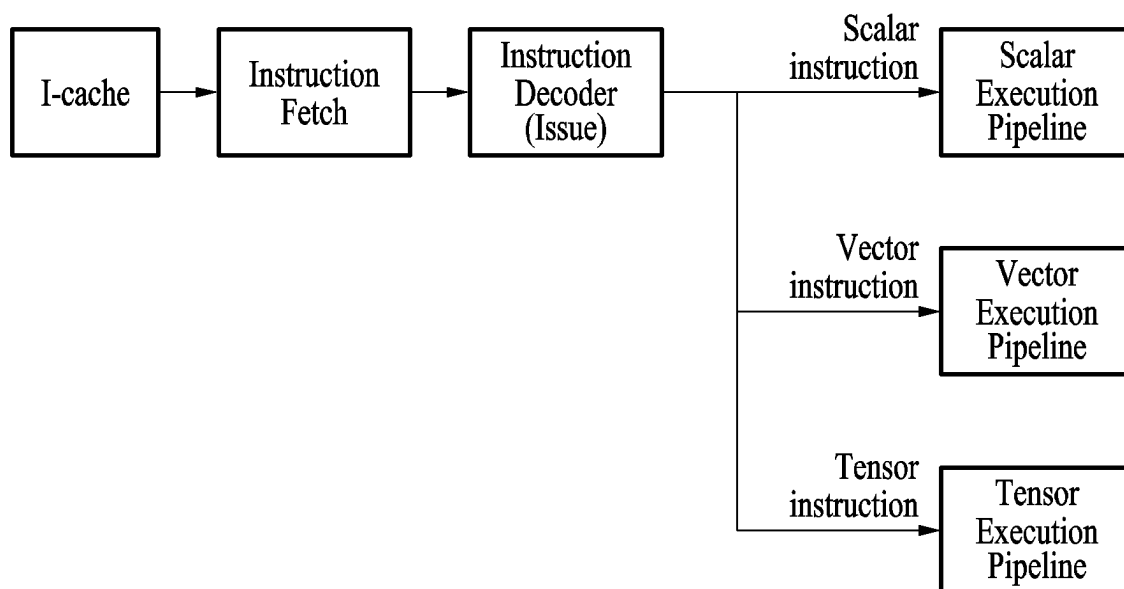 I-cache
Instruction
Fetch
Instruction
Decoder
(Issue)
Scalar
instruction
Scalar
Execution
Pipeline
Vector
instruction
Vector
Execution
Pipeline
Tensor
instruction
Tensor
Execution
Pipeline